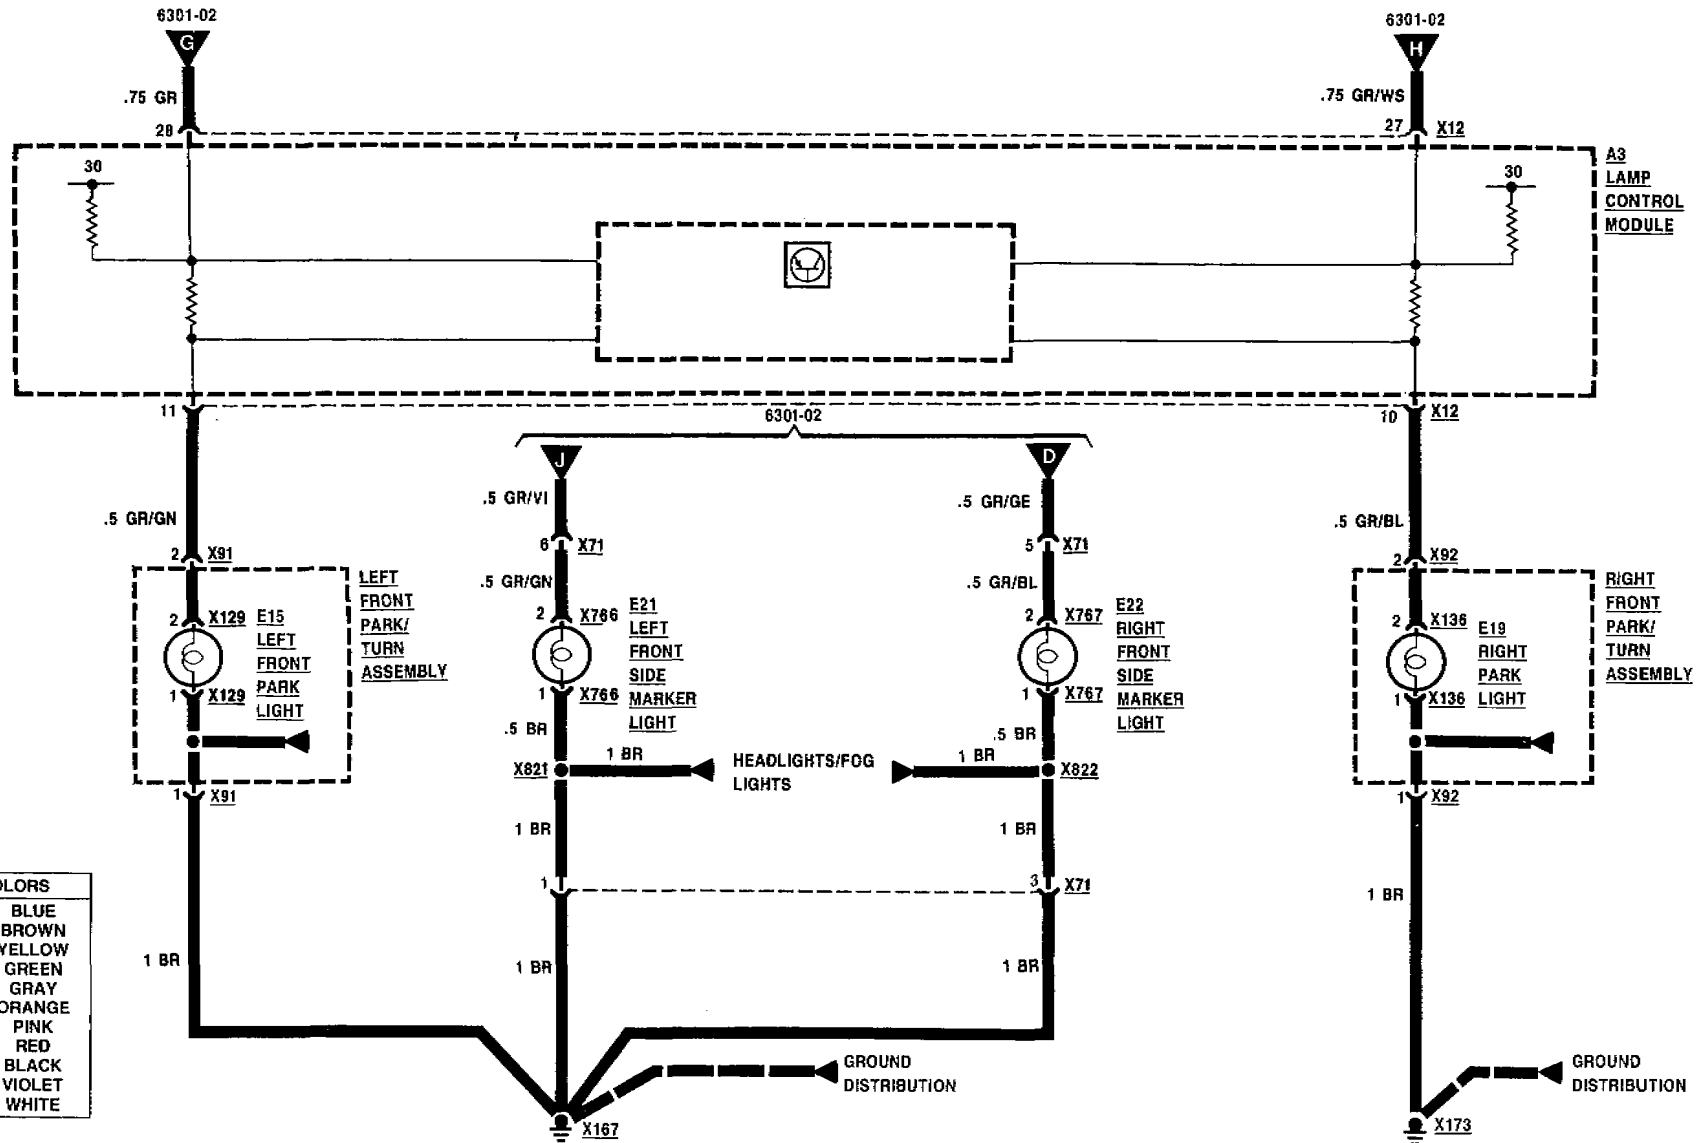 6301-02
6301-02
G
H
.75 GR
.75 GR/WS
28
27 X12
30
30
A3
LAMP
CONTROL
MODULE
11
10 X12
6301-02
J
D
.5 GR/VI
.5 GR/GE
.5 GR/GN
.5 GR/BL
6 X71
5 X71
2 X91
2 X92
.5 GR/GN
.5 GR/BL
LEFT
FRONT
PARK/
TURN
ASSEMBLY
RIGHT
FRONT
PARK/
TURN
ASSEMBLY
2 X129
E15
LEFT
FRONT
PARK
LIGHT
1 X129
2 X766
E21
LEFT
FRONT
SIDE
MARKER
LIGHT
1 X766
2 X767
E22
RIGHT
FRONT
SIDE
MARKER
LIGHT
1 X767
2 X136
E19
RIGHT
PARK
LIGHT
1 X136
.5 BR
.5 BR
X821
1 BR
HEADLIGHTS/FOG
LIGHTS
1 BR
X822
1 X91
1 X92
1 BR
1 BR
1
3 X71
1 BR
OLORS
BLUE
BROWN
YELLOW
GREEN
GRAY
ORANGE
PINK
RED
BLACK
VIOLET
WHITE
1 BR
1 BR
1 BR
GROUND
DISTRIBUTION
GROUND
DISTRIBUTION
X167
X173